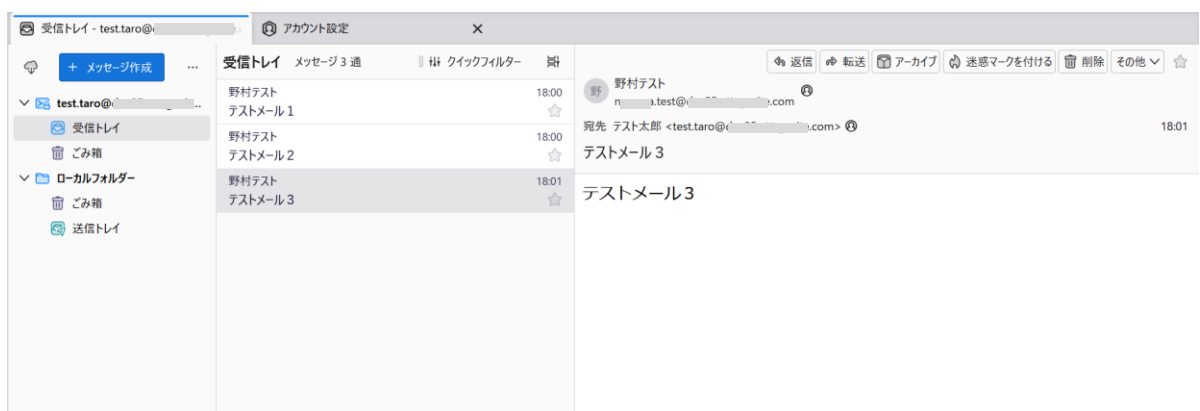 受信トレイ - test.taro@
アカウント設定
+ メッセージ作成
test.taro@
受信トレイ
ごみ箱
ローカルフォルダー
ごみ箱
送信トレイ
受信トレイ メッセージ 3 通 クイックフィルター
野村テスト 18:00
テストメール 1
野村テスト 18:00
テストメール 2
野村テスト 18:01
テストメール 3
返信 転送 アーカイブ 迷惑マークを付ける 削除 その他
野 野村テスト
a.test@ .com
宛先 テスト太郎 <test.taro@ .com> 18:01
テストメール 3
テストメール3